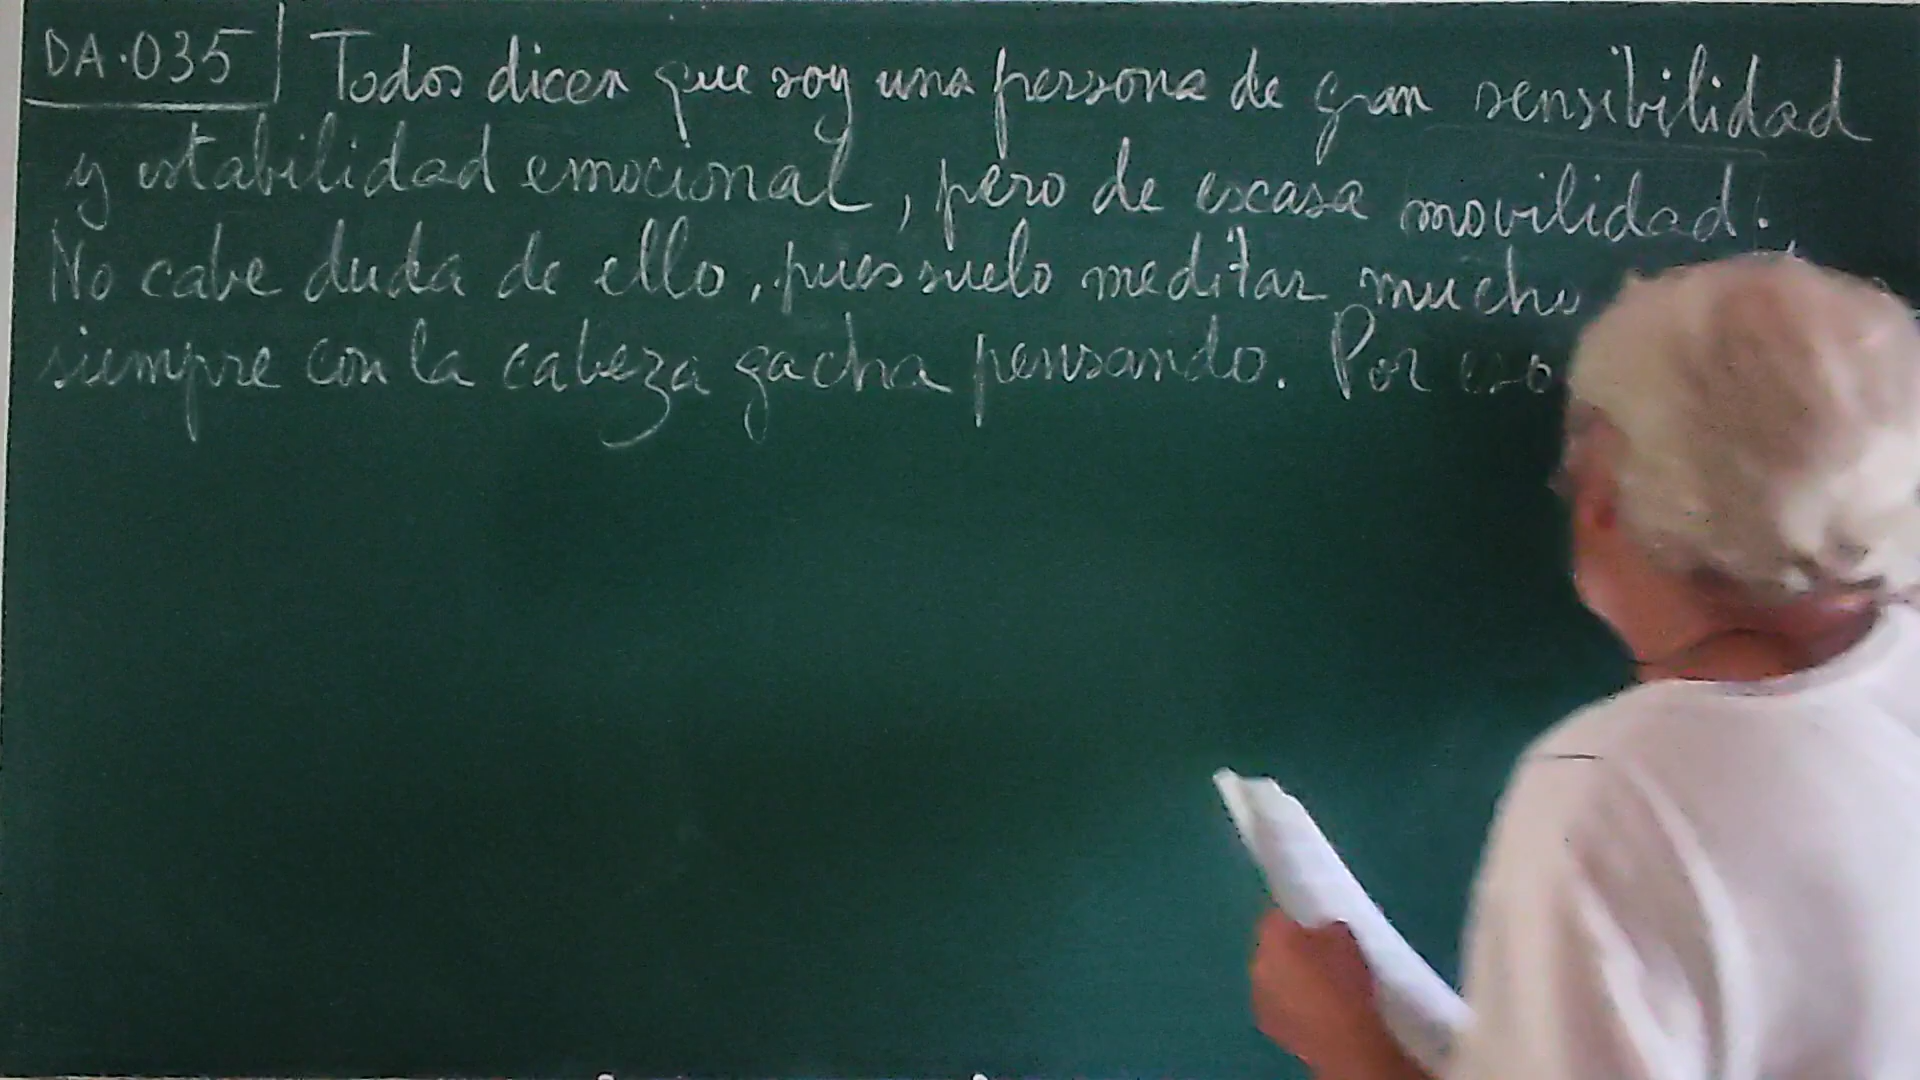 DA·035 Todos dicen que soy una persona de gran sensibilidad
y estabilidad emocional, pero de escasa movilidad.
No cabe duda de ello, pues suelo meditar mucho
siempre con la cabeza gacha pensando. Por eso